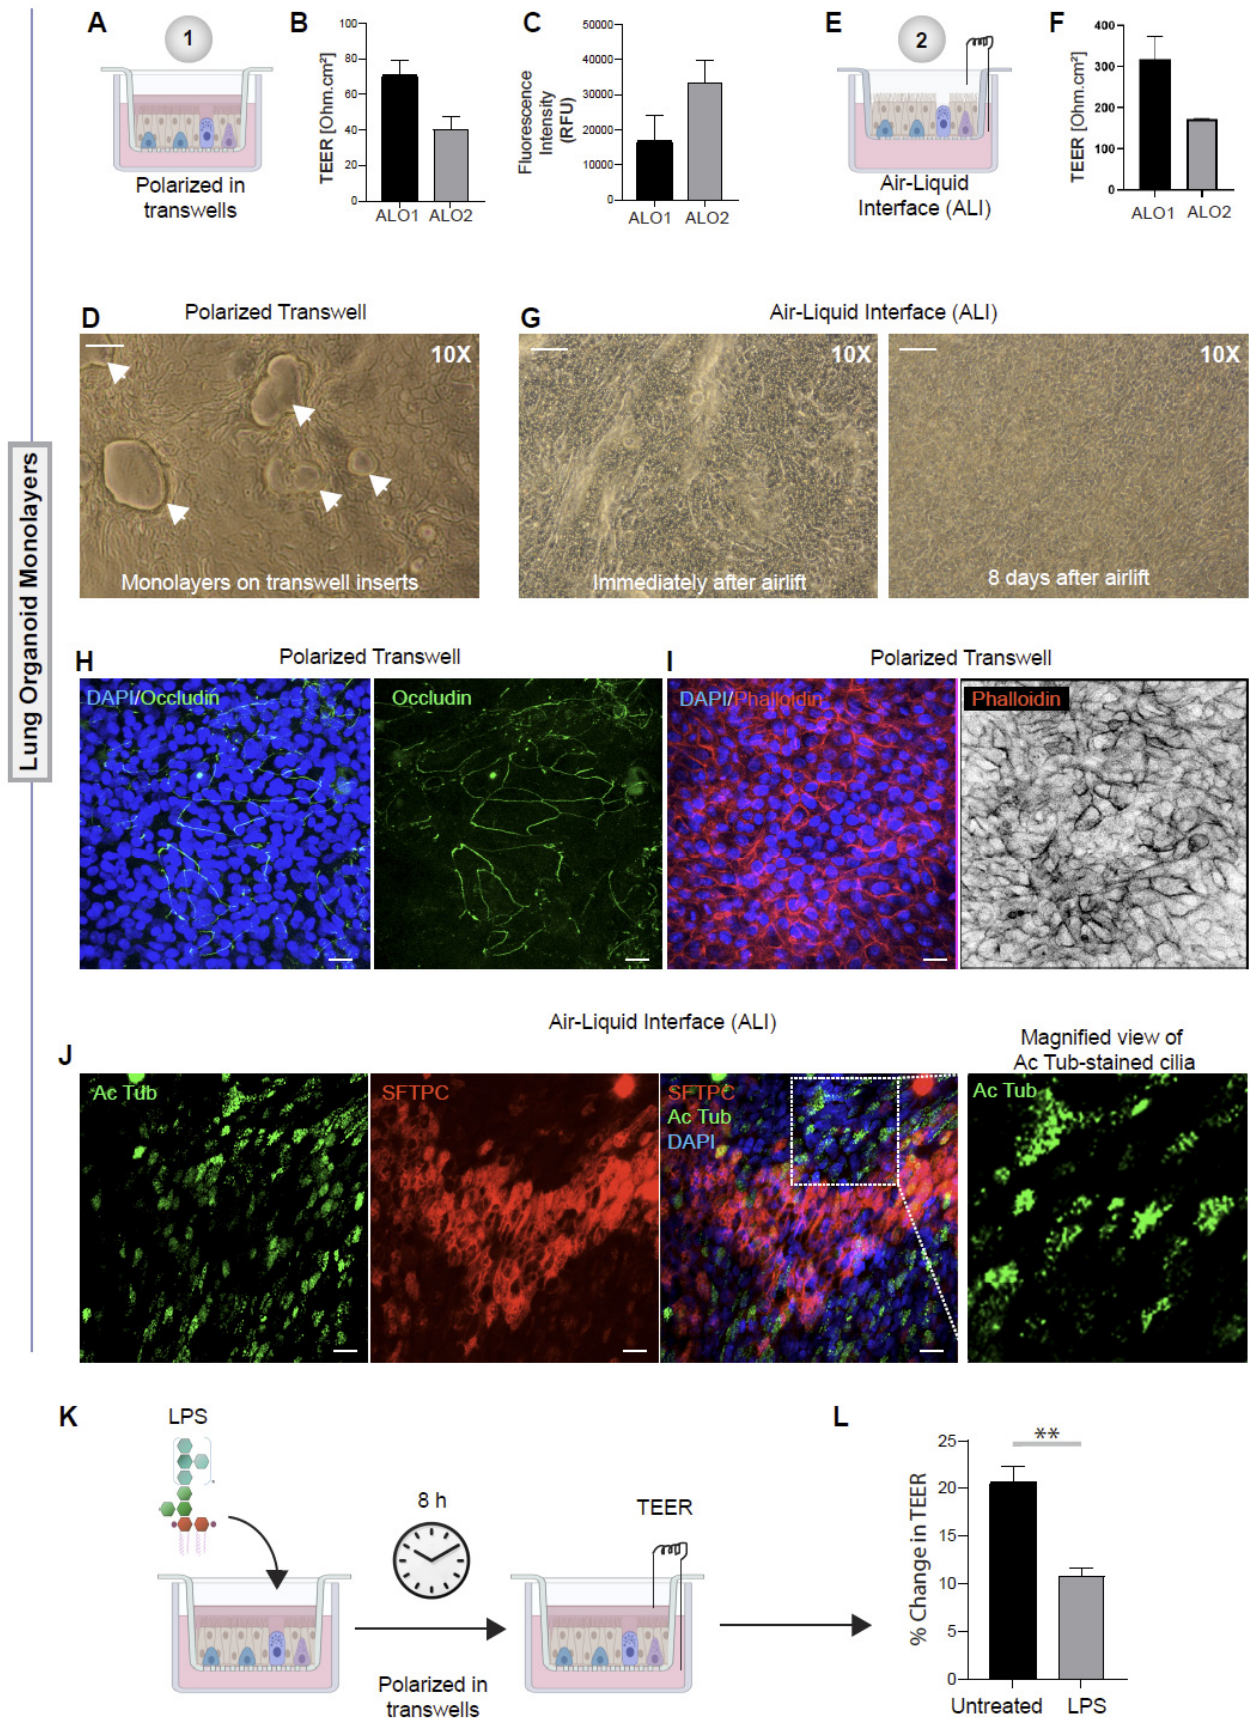 Lung Organoid Monolayers
A
1
Polarized in
transwells
B
TEER [Ohm.cm²]
100
80
60
40
20
0
ALO1 ALO2
C
Fluorescence
Intensity
(RFU)
50000
40000
30000
20000
10000
0
ALO1 ALO2
E
2
Air-Liquid
Interface (ALI)
F
TEER [Ohm.cm²]
400
300
200
100
0
ALO1 ALO2
D
Polarized Transwell
10X
Monolayers on transwell inserts
G
Air-Liquid Interface (ALI)
10X
Immediately after airlift
10X
8 days after airlift
H
Polarized Transwell
DAPI/Occludin
Occludin
I
Polarized Transwell
DAPI/Phalloidin
Phalloidin
J
Air-Liquid Interface (ALI)
Ac Tub
SFTPC
SFTPC
Ac Tub
DAPI
Magnified view of
Ac Tub-stained cilia
Ac Tub
K
LPS
8 h
Polarized in
transwells
TEER
L
% Change in TEER
25
20
15
10
5
0
**
Untreated LPS